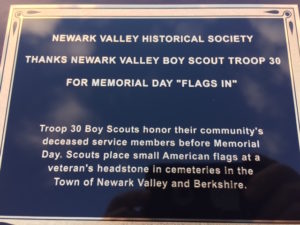 NEWARK VALLEY HISTORICAL SOCIETY
THANKS NEWARK VALLEY BOY SCOUT TROOP 30
FOR MEMORIAL DAY "FLAGS IN"
Troop 30 Boy Scouts honor their community's
deceased service members before Memorial
Day. Scouts place small American flags at a
veteran's headstone in cemeteries in the
Town of Newark Valley and Berkshire.